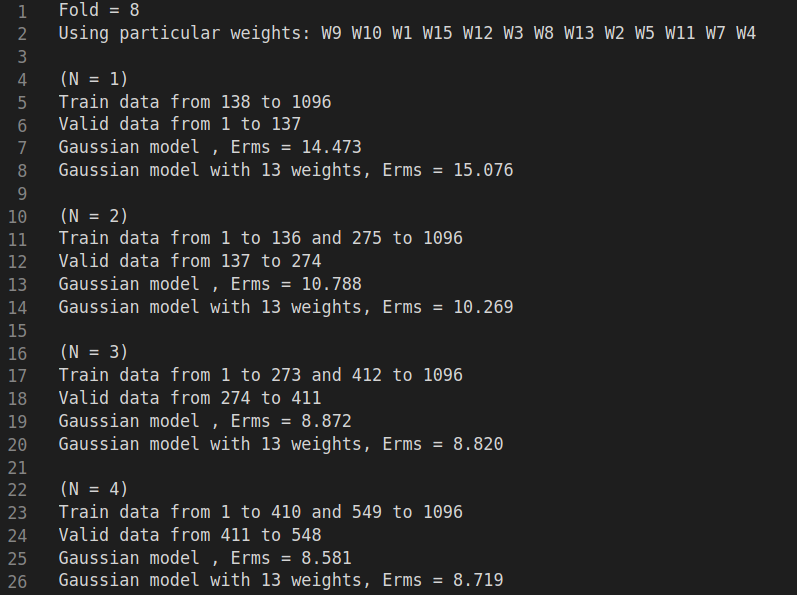 1 Fold = 8
2 Using particular weights: W9 W10 W1 W15 W12 W3 W8 W13 W2 W5 W11 W7 W4
3
4 (N = 1)
5 Train data from 138 to 1096
6 Valid data from 1 to 137
7 Gaussian model , Erms = 14.473
8 Gaussian model with 13 weights, Erms = 15.076
9
10 (N = 2)
11 Train data from 1 to 136 and 275 to 1096
12 Valid data from 137 to 274
13 Gaussian model , Erms = 10.788
14 Gaussian model with 13 weights, Erms = 10.269
15
16 (N = 3)
17 Train data from 1 to 273 and 412 to 1096
18 Valid data from 274 to 411
19 Gaussian model , Erms = 8.872
20 Gaussian model with 13 weights, Erms = 8.820
21
22 (N = 4)
23 Train data from 1 to 410 and 549 to 1096
24 Valid data from 411 to 548
25 Gaussian model , Erms = 8.581
26 Gaussian model with 13 weights, Erms = 8.719